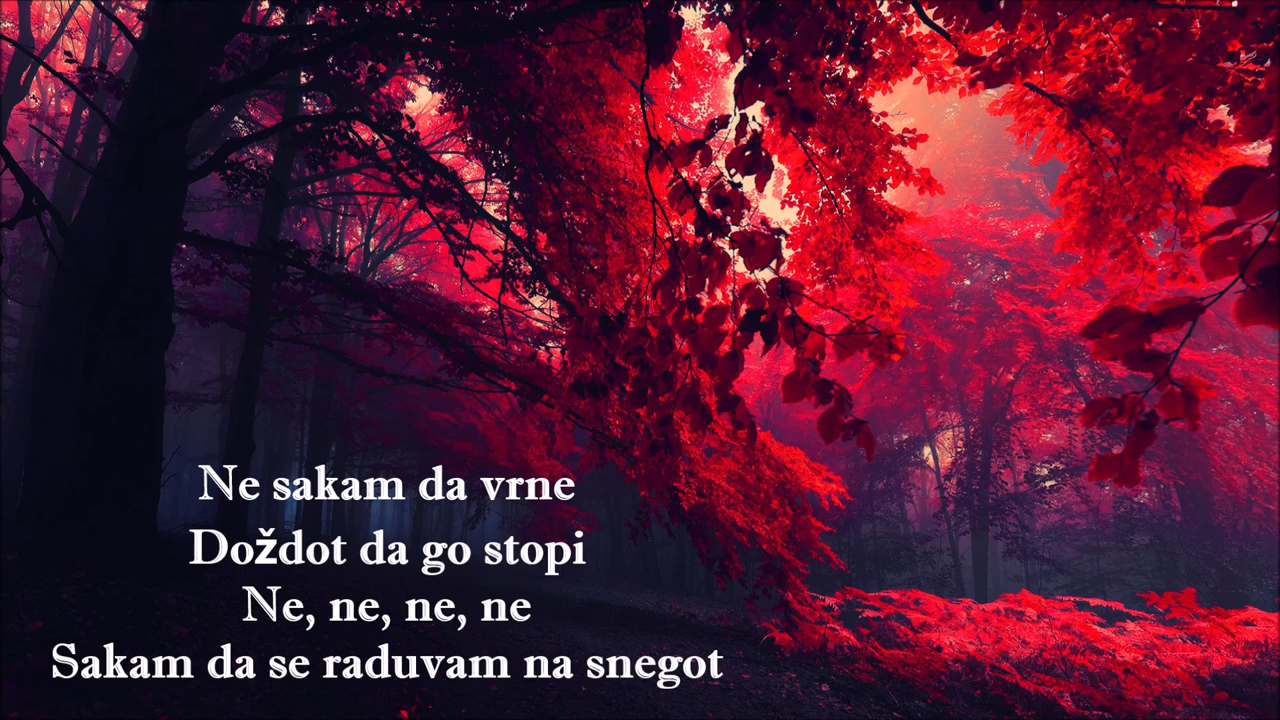 Ne sakam da vrne
Doždot da go stopi
Ne, ne, ne, ne
Sakam da se raduvam na snegot